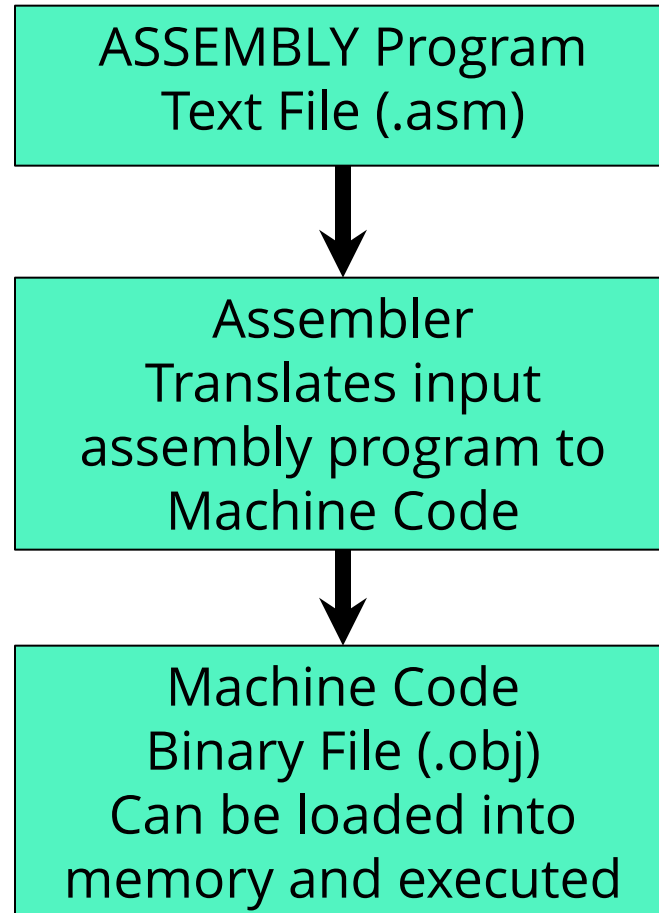 ASSEMBLY Program
Text File (.asm)
Assembler
Translates input
assembly program to
Machine Code
Machine Code
Binary File (.obj)
Can be loaded into
memory and executed